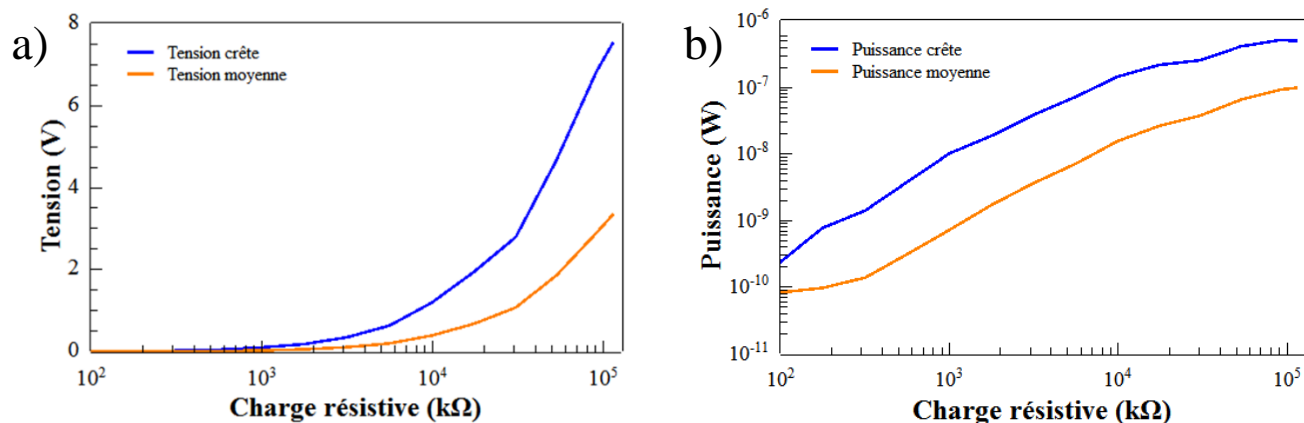 a)
Tension (V)
8
6
4
2
0
Tension crête
Tension moyenne
10²
10³
10⁴
10⁵
Charge résistive (kΩ)
b)
Puissance (W)
10⁻⁶
10⁻⁷
10⁻⁸
10⁻⁹
10⁻¹⁰
10⁻¹¹
Puissance crête
Puissance moyenne
10²
10³
10⁴
10⁵
Charge résistive (kΩ)